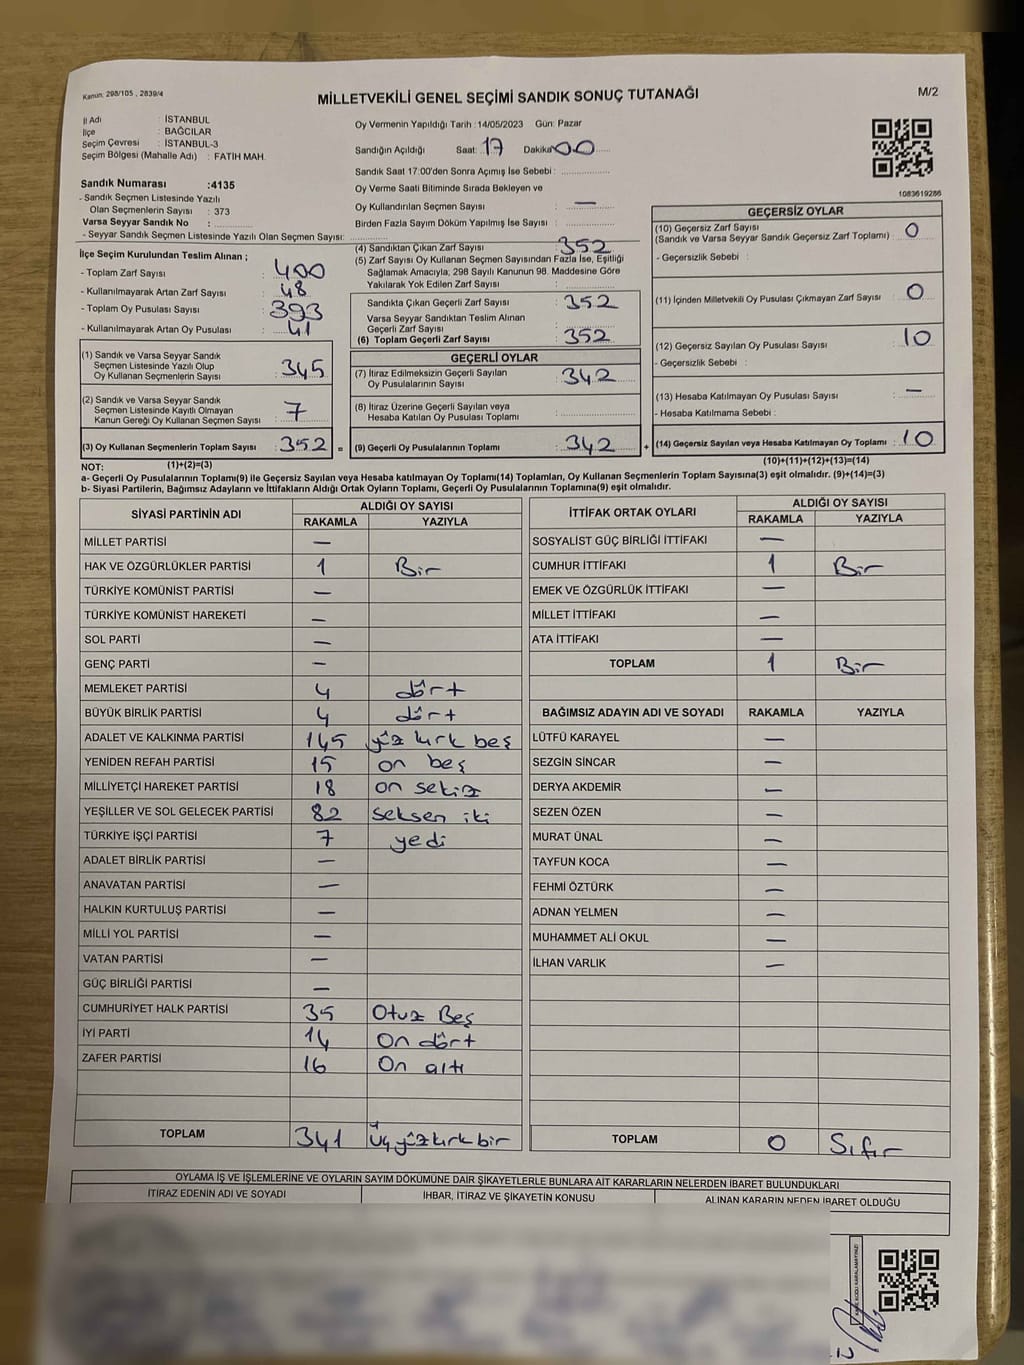 Kanun: 298/105 , 2839/4
MİLLETVEKİLİ GENEL SEÇİMİ SANDIK SONUÇ TUTANAĞI
M/2
İl Adı : İSTANBUL
İlçe : BAĞCILAR
Seçim Çevresi : İSTANBUL-3
Seçim Bölgesi (Mahalle Adı) : FATİH MAH.
Oy Vermenin Yapıldığı Tarih : 14/05/2023 Gün: Pazar
Sandığın Açıldığı Saat: 17 Dakika 00
Sandık Saat 17:00'den Sonra Açımış İse Sebebi :
Oy Verme Saati Bitiminde Sırada Bekleyen ve
Oy Kullandırılan Seçmen Sayısı : —
Birden Fazla Sayım Döküm Yapılmış İse Sayısı :
1083619286
Sandık Numarası :4135
- Sandık Seçmen Listesinde Yazılı
Olan Seçmenlerin Sayısı : 373
Varsa Seyyar Sandık No :
- Seyyar Sandık Seçmen Listesinde Yazılı Olan Seçmen Sayısı:
İlçe Seçim Kurulundan Teslim Alınan ;
- Toplam Zarf Sayısı : 400
- Kullanılmayarak Artan Zarf Sayısı : 48
- Toplam Oy Pusulası Sayısı : 393
- Kullanılmayarak Artan Oy Pusulası : 41
(1) Sandık ve Varsa Seyyar Sandık
Seçmen Listesinde Yazılı Olup
Oy Kullanan Seçmenlerin Sayısı : 345
(2) Sandık ve Varsa Seyyar Sandık
Seçmen Listesinde Kayıtlı Olmayan
Kanun Gereği Oy Kullanan Seçmen Sayısı : 7
(3) Oy Kullanan Seçmenlerin Toplam Sayısı : 352 =
(4) Sandıktan Çıkan Zarf Sayısı : 352
(5) Zarf Sayısı Oy Kullanan Seçmen Sayısından Fazla İse, Eşitliği
Sağlamak Amacıyla, 298 Sayılı Kanunun 98. Maddesine Göre
Yakılarak Yok Edilen Zarf Sayısı :
Sandıkta Çıkan Geçerli Zarf Sayısı : 352
Varsa Seyyar Sandıktan Teslim Alınan
Geçerli Zarf Sayısı :
(6) Toplam Geçerli Zarf Sayısı : 352
GEÇERLİ OYLAR
(7) İtiraz Edilmeksizin Geçerli Sayılan
Oy Pusulalarının Sayısı : 342
(8) İtiraz Üzerine Geçerli Sayılan veya
Hesaba Katılan Oy Pusulası Toplamı :
(9) Geçerli Oy Pusulalarının Toplamı : 342 +
GEÇERSİZ OYLAR
(10) Geçersiz Zarf Sayısı
(Sandık ve Varsa Seyyar Sandık Geçersiz Zarf Toplamı) : 0
- Geçersizlik Sebebi :
(11) İçinden Milletvekili Oy Pusulası Çıkmayan Zarf Sayısı : 0
(12) Geçersiz Sayılan Oy Pusulası Sayısı : 10
- Geçersizlik Sebebi :
(13) Hesaba Katılmayan Oy Pusulası Sayısı : —
- Hesaba Katılmama Sebebi :
(14) Geçersiz Sayılan veya Hesaba Katılmayan Oy Toplamı : 10
NOT: (1)+(2)=(3)
(10)+(11)+(12)+(13)=(14)
a- Geçerli Oy Pusulaları Toplamı(9) ile Geçersiz Sayılan veya Hesaba katılmayan Oy Toplamı(14) Toplamları, Oy Kullanan Seçmenlerin Toplam Sayısına(3) eşit olmalıdır. (9)+(14)=(3)
b- Siyasi Partilerin, Bağımsız Adayların ve İttifakların Aldığı Ortak Oyların Toplamı, Geçerli Oy Pusulalarının Toplamına(9) eşit olmalıdır.
SİYASİ PARTİNİN ADI ALDIĞI OY SAYISI
RAKAMLA YAZIYLA
MİLLET PARTİSİ —
HAK VE ÖZGÜRLÜKLER PARTİSİ 1 Bir
TÜRKİYE KOMÜNİST PARTİSİ —
TÜRKİYE KOMÜNİST HAREKETİ —
SOL PARTİ —
GENÇ PARTİ —
MEMLEKET PARTİSİ 4 dört
BÜYÜK BİRLİK PARTİSİ 4 dört
ADALET VE KALKINMA PARTİSİ 145 yüz kırk beş
YENİDEN REFAH PARTİSİ 15 on beş
MİLLİYETÇİ HAREKET PARTİSİ 18 on sekiz
YEŞİLLER VE SOL GELECEK PARTİSİ 82 seksen iki
TÜRKİYE İŞÇİ PARTİSİ 7 yedi
ADALET BİRLİK PARTİSİ —
ANAVATAN PARTİSİ —
HALKIN KURTULUŞ PARTİSİ —
MİLLİ YOL PARTİSİ —
VATAN PARTİSİ —
GÜÇ BİRLİĞİ PARTİSİ —
CUMHURİYET HALK PARTİSİ 35 Otuz Beş
İYİ PARTİ 14 On dört
ZAFER PARTİSİ 16 On altı
TOPLAM 341 Üç yüz kırk bir
İTTİFAK ORTAK OYLARI ALDIĞI OY SAYISI
RAKAMLA YAZIYLA
SOSYALİST GÜÇ BİRLİĞİ İTTİFAKI —
CUMHUR İTTİFAKI 1 Bir
EMEK VE ÖZGÜRLÜK İTTİFAKI —
MİLLET İTTİFAKI —
ATA İTTİFAKI —
TOPLAM 1 Bir
BAĞIMSIZ ADAYIN ADI VE SOYADI RAKAMLA YAZIYLA
LÜTFÜ KARAYEL —
SEZGİN SİNCAR —
DERYA AKDEMİR —
SEZEN ÖZEN —
MURAT ÜNAL —
TAYFUN KOCA —
FEHMİ ÖZTÜRK —
ADNAN YELMEN —
MUHAMMET ALİ OKUL —
İLHAN VARLIK —
TOPLAM 0 Sıfır
OYLAMA İŞ VE İŞLEMLERİNE VE OYLARIN SAYIM DÖKÜMÜNE DAİR ŞİKAYETLERLE BUNLARA AİT KARARLARIN NELERDEN İBARET BULUNDUKLARI
İTİRAZ EDENİN ADI VE SOYADI İHBAR, İTİRAZ VE ŞİKAYETİN KONUSU ALINAN KARARIN NEDEN İBARET OLDUĞU